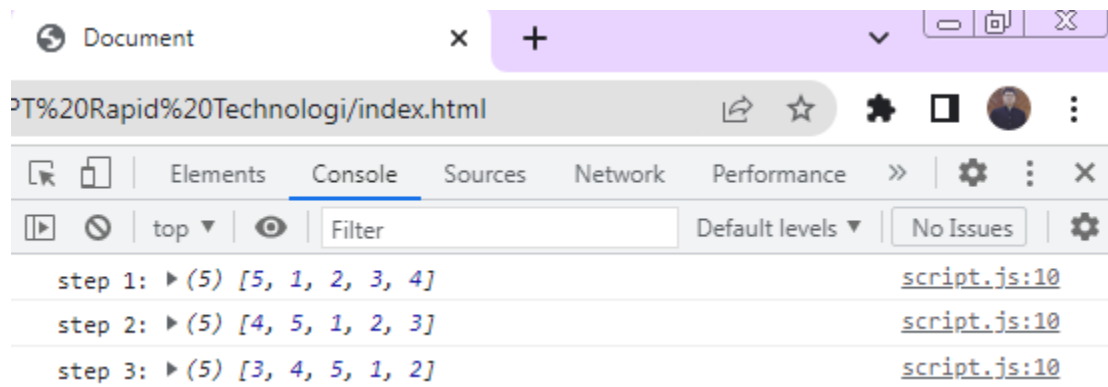 Document
PT%20Rapid%20Technologi/index.html
Elements Console Sources Network Performance
top Filter Default levels No Issues
step 1: (5) [5, 1, 2, 3, 4] script.js:10
step 2: (5) [4, 5, 1, 2, 3] script.js:10
step 3: (5) [3, 4, 5, 1, 2] script.js:10